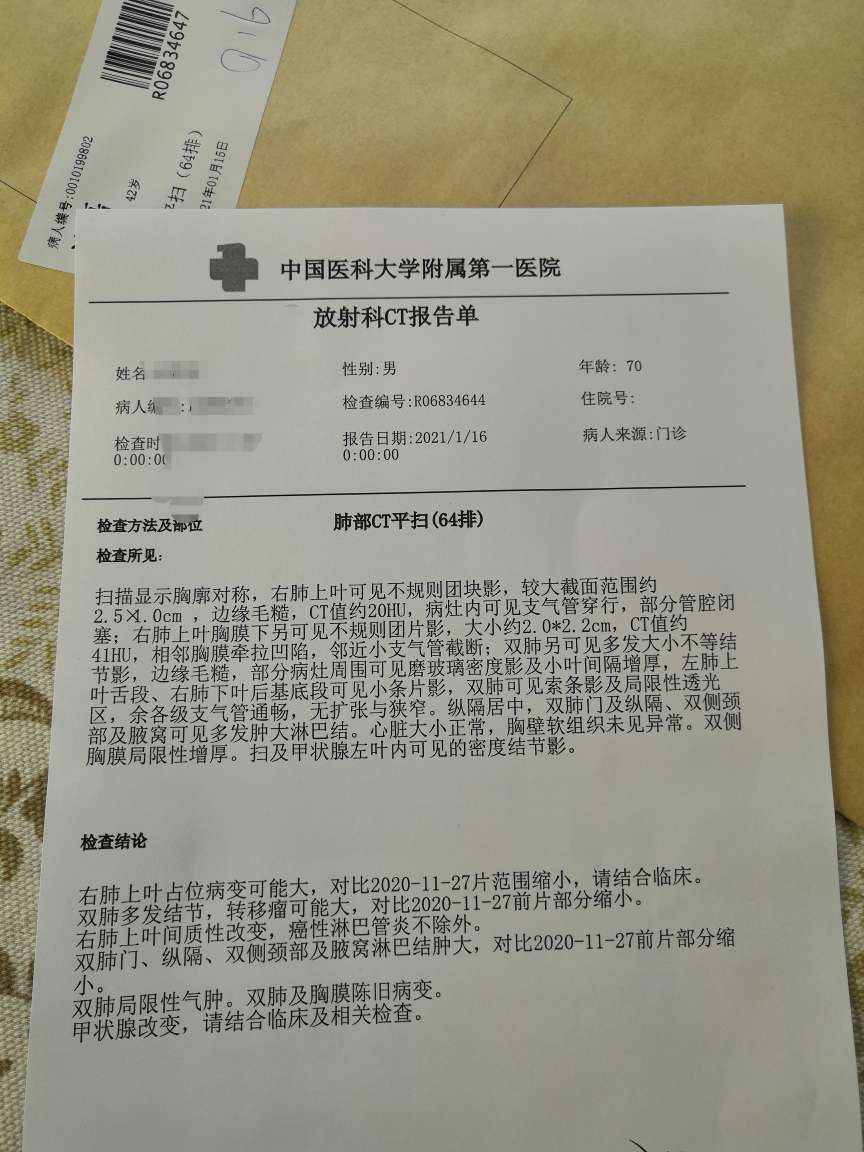 910
R06834647
病人编号:0010199802
42岁
平扫（64排）
21年01月15日
中国医科大学附属第一医院
放射科CT报告单
姓名 性别:男 年龄: 70
病人编 : 检查编号:R06834644 住院号:
检查时 报告日期:2021/1/16 病人来源:门诊
0:00:00 0:00:00
检查方法及部位 肺部CT平扫(64排)
检查所见:
扫描显示胸廓对称，右肺上叶可见不规则团块影，较大截面范围约
2.5×1.0cm ，边缘毛糙，CT值约20HU，病灶内可见支气管穿行，部分管腔闭
塞；右肺上叶胸膜下另可见不规则团片影，大小约2.0*2.2cm，CT值约
41HU，相邻胸膜牵拉凹陷，邻近小支气管截断；双肺另可见多发大小不等结
节影，边缘毛糙，部分病灶周围可见磨玻璃密度影及小叶间隔增厚，左肺上
叶舌段、右肺下叶后基底段可见小条片影，双肺可见索条影及局限性透光
区，余各级支气管通畅，无扩张与狭窄。纵隔居中，双肺门及纵隔、双侧颈
部及腋窝可见多发肿大淋巴结。心脏大小正常，胸壁软组织未见异常。双侧
胸膜局限性增厚。扫及甲状腺左叶内可见的密度结节影。
检查结论
右肺上叶占位病变可能大，对比2020-11-27片范围缩小，请结合临床。
双肺多发结节，转移瘤可能大，对比2020-11-27前片部分缩小。
右肺上叶间质性改变，癌性淋巴管炎不除外。
双肺门、纵隔、双侧颈部及腋窝淋巴结肿大，对比2020-11-27前片部分缩
小。
双肺局限性气肿。双肺及胸膜陈旧病变。
甲状腺改变，请结合临床及相关检查。